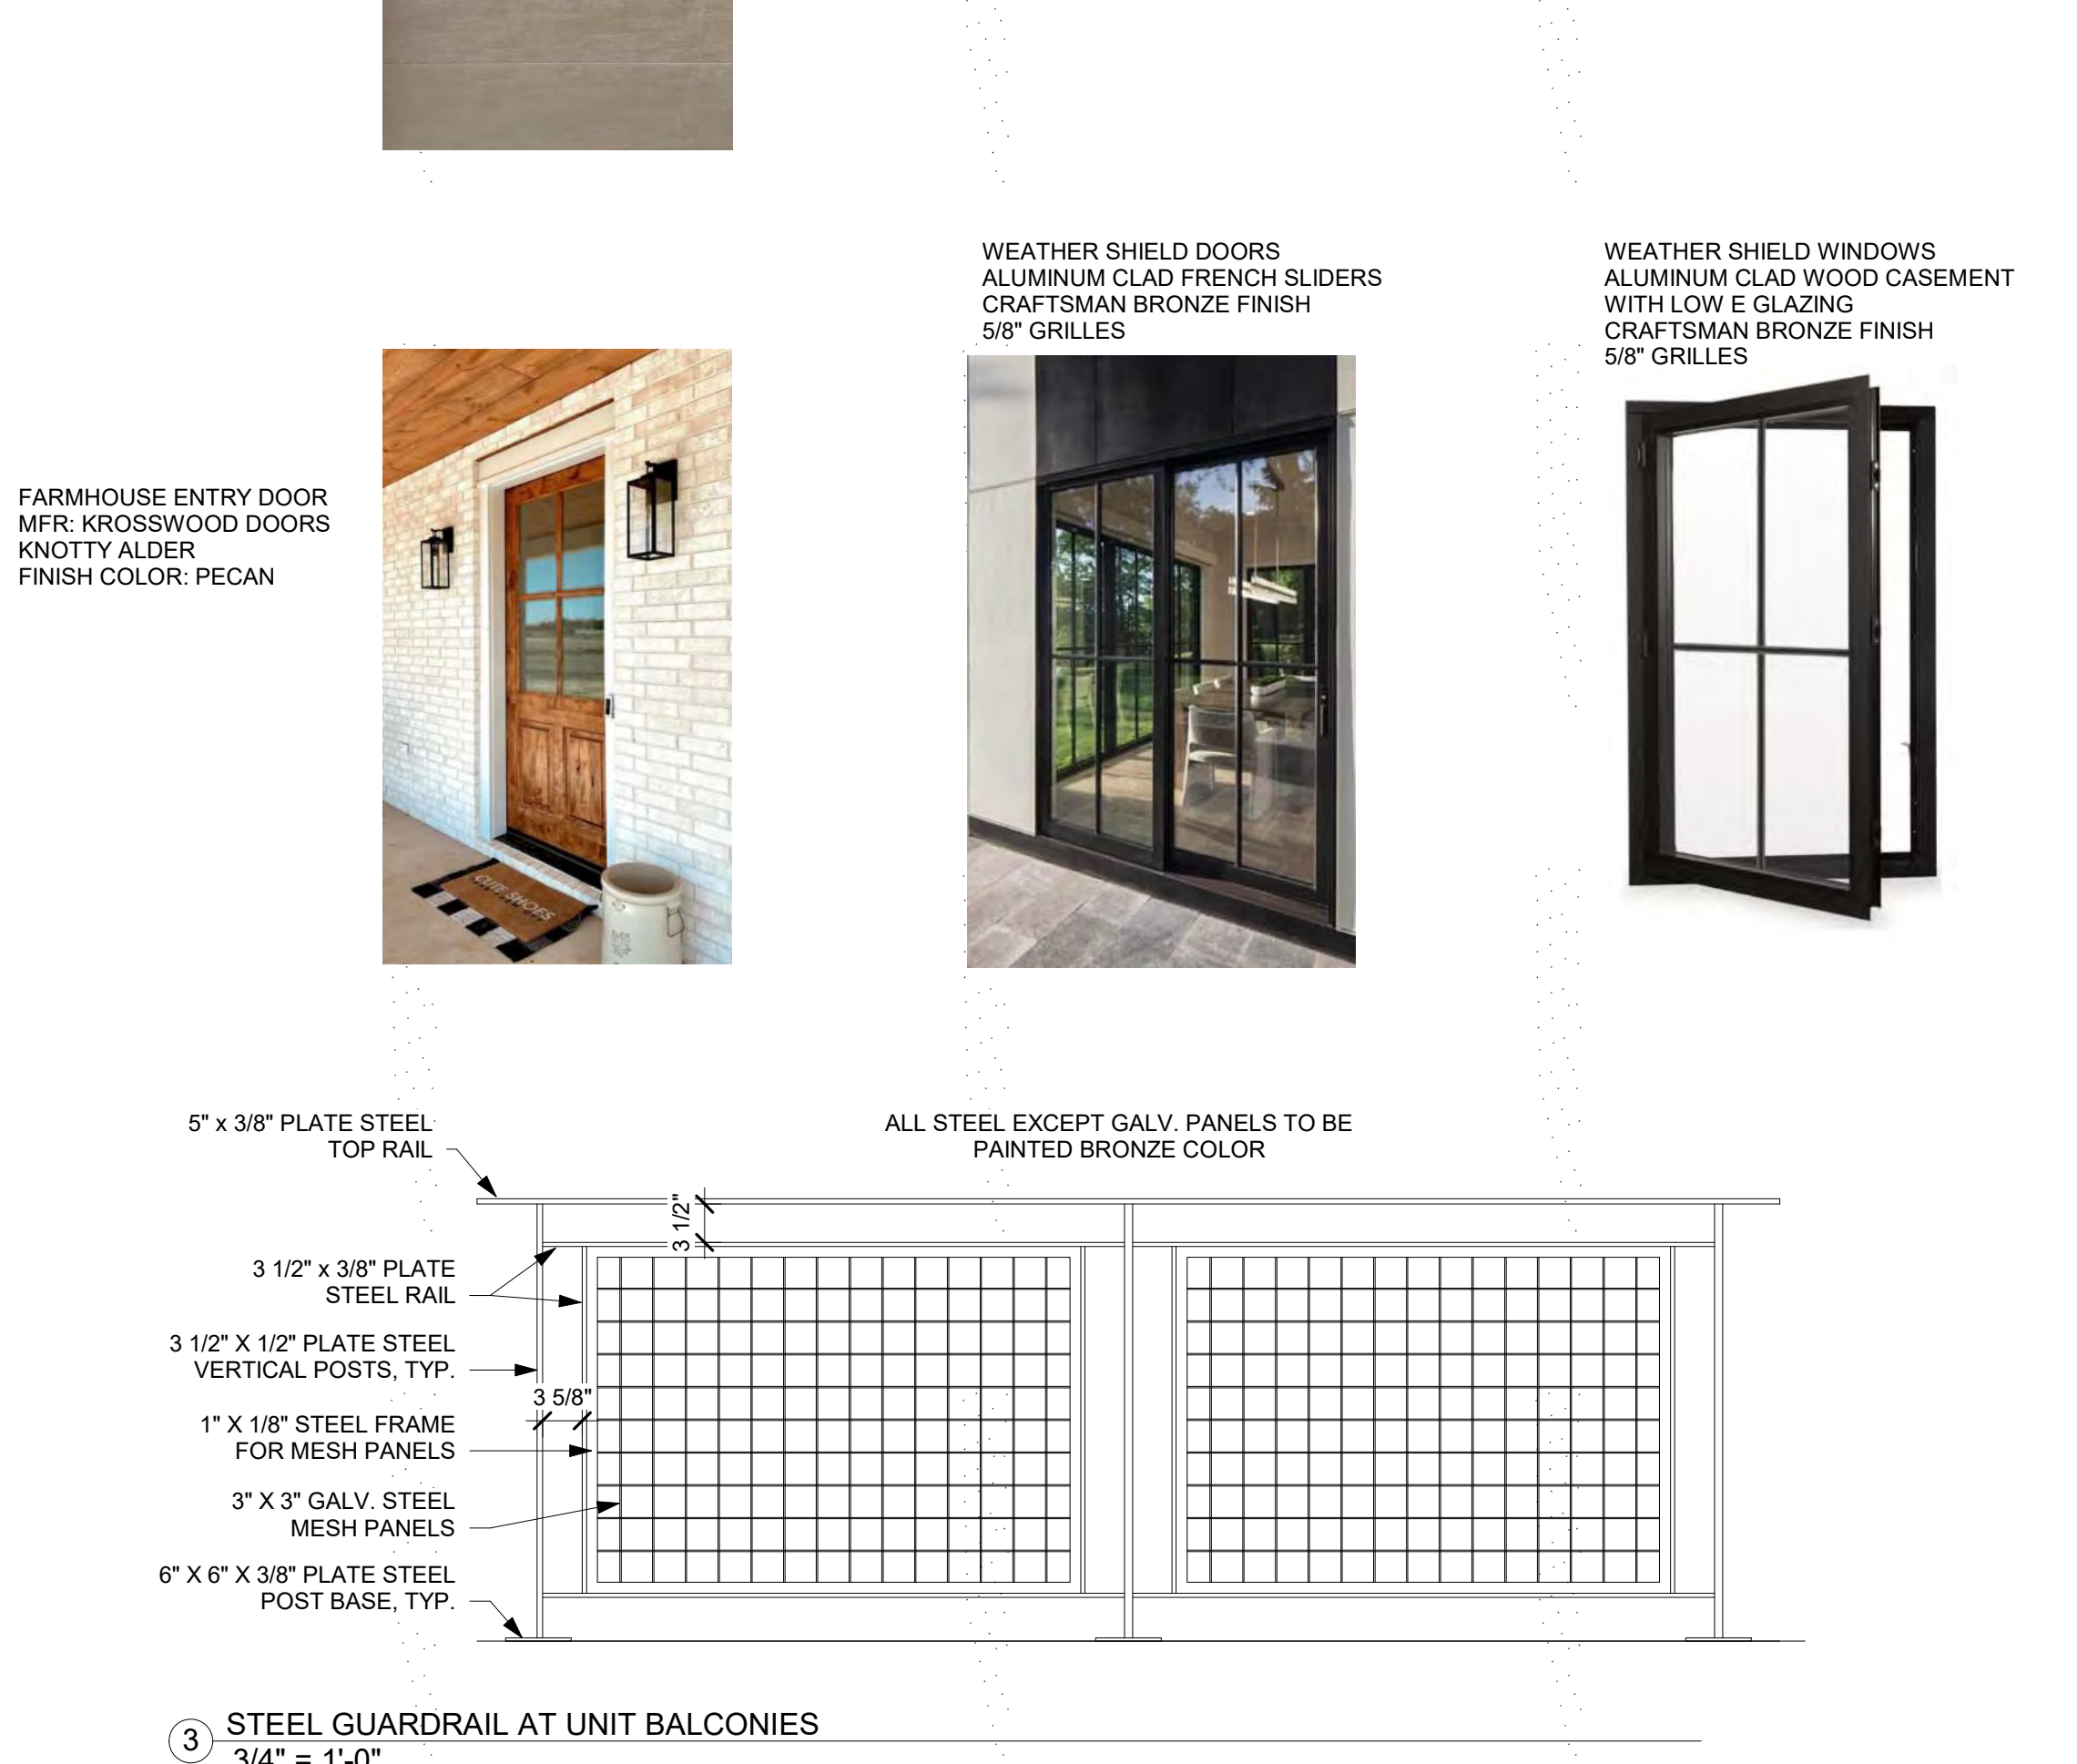 WEATHER SHIELD DOORS
ALUMINUM CLAD FRENCH SLIDERS
CRAFTSMAN BRONZE FINISH
5/8" GRILLES
WEATHER SHIELD WINDOWS
ALUMINUM CLAD WOOD CASEMENT
WITH LOW E GLAZING
CRAFTSMAN BRONZE FINISH
5/8" GRILLES
FARMHOUSE ENTRY DOOR
MFR: KROSSWOOD DOORS
KNOTTY ALDER
FINISH COLOR: PECAN
CUTE SHOES
5" x 3/8" PLATE STEEL
TOP RAIL
ALL STEEL EXCEPT GALV. PANELS TO BE
PAINTED BRONZE COLOR
3 1/2"
3 1/2" x 3/8" PLATE
STEEL RAIL
3 1/2" X 1/2" PLATE STEEL
VERTICAL POSTS, TYP.
3 5/8"
1" X 1/8" STEEL FRAME
FOR MESH PANELS
3" X 3" GALV. STEEL
MESH PANELS
6" X 6" X 3/8" PLATE STEEL
POST BASE, TYP.
3
STEEL GUARDRAIL AT UNIT BALCONIES
3/4" = 1'-0"